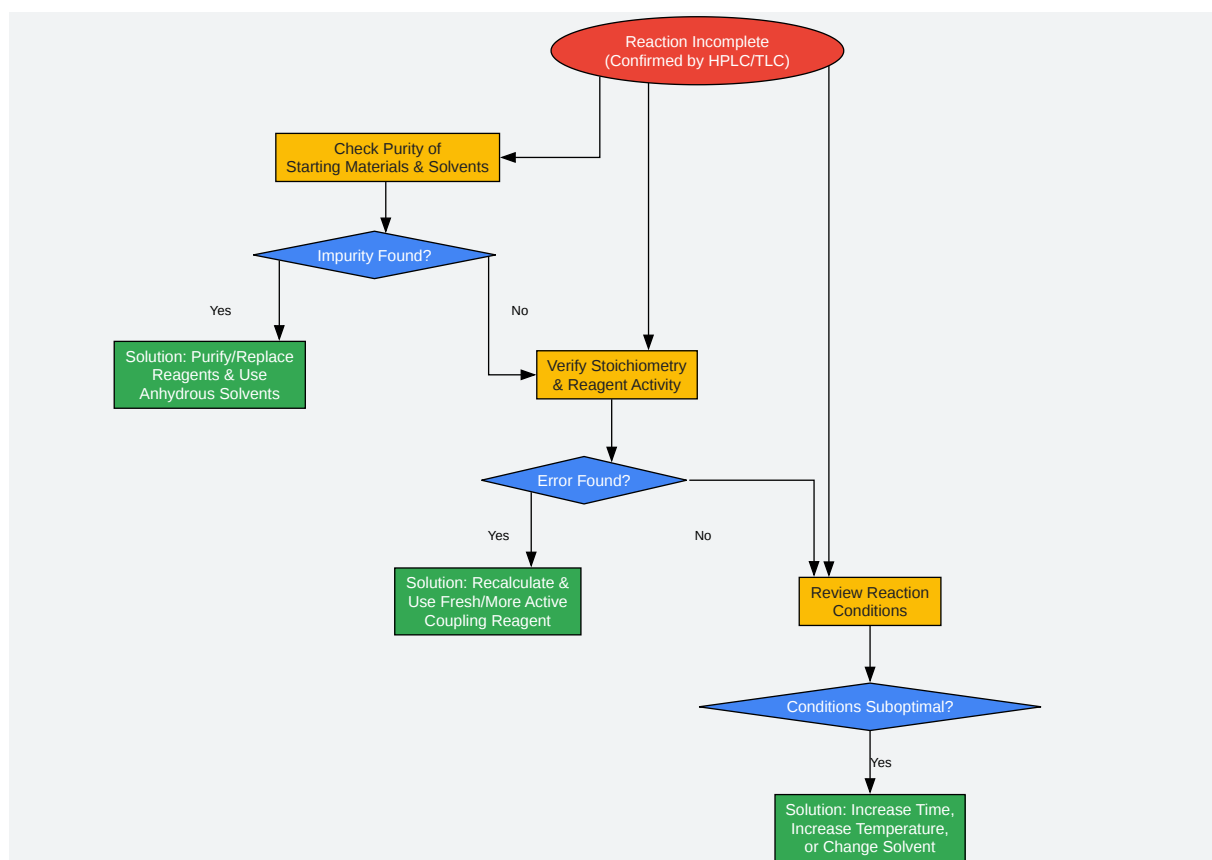 Reaction Incomplete
(Confirmed by HPLC/TLC)
Check Purity of
Starting Materials & Solvents
Impurity Found?
Yes
No
Solution: Purify/Replace
Reagents & Use
Anhydrous Solvents
Verify Stoichiometry
& Reagent Activity
Error Found?
Yes
No
Solution: Recalculate &
Use Fresh/More Active
Coupling Reagent
Review Reaction
Conditions
Conditions Suboptimal?
Yes
Solution: Increase Time,
Increase Temperature,
or Change Solvent